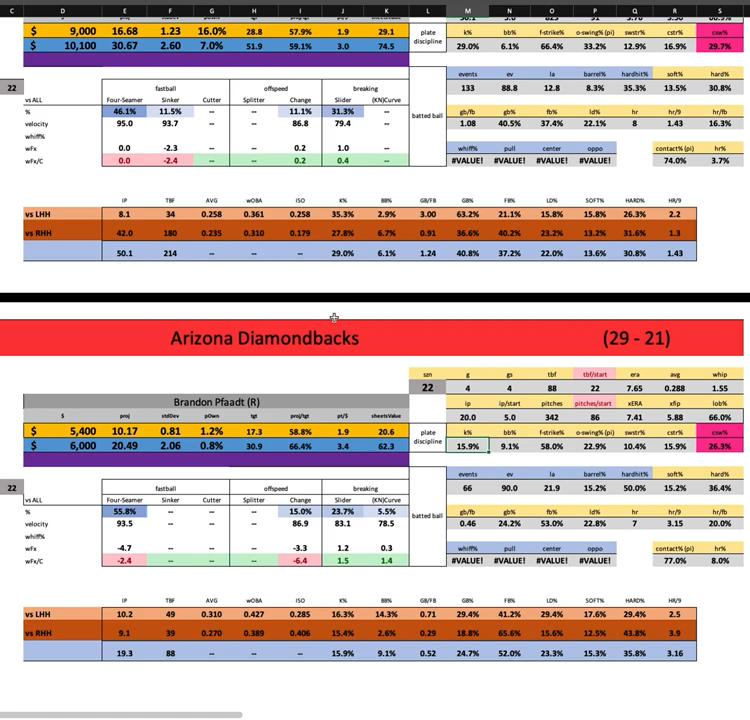 C D E F G H I J K L M N O P Q R S
proj stdDev pOwn tgt proj/tgt pt/$ sheetsValue
$ 9,000 16.68 1.23 16.0% 28.8 57.9% 1.9 29.1 plate discipline k% bb% f-strike% o-swing% (pi) swstr% cstr% csw%
$ 10,100 30.67 2.60 7.0% 51.9 59.1% 3.0 74.5 29.0% 6.1% 66.4% 33.2% 12.9% 16.9% 29.7%
events ev la barrel% hardhit% soft% hard%
22 fastball offspeed breaking 133 88.8 12.8 8.3% 35.3% 13.5% 30.8%
vs ALL Four-Seamer Sinker Cutter Splitter Change Slider (KN)Curve
% 46.1% 11.5% -- -- 11.1% 31.3% -- batted ball gb/fb gb% fb% ld% hr hr/9 hr/fb
velocity 95.0 93.7 -- -- 86.8 79.4 -- 1.08 40.5% 37.4% 22.1% 8 1.43 16.3%
whiff%
wFx 0.0 -2.3 -- -- 0.2 1.0 -- whiff% pull center oppo contact% (pi) hr%
wFx/C 0.0 -2.4 -- -- 0.2 0.4 -- #VALUE! #VALUE! #VALUE! #VALUE! 74.0% 3.7%
IP TBF AVG wOBA ISO K% BB% GB/FB GB% FB% LD% SOFT% HARD% HR/9
vs LHH 8.1 34 0.258 0.361 0.258 35.3% 2.9% 3.00 63.2% 21.1% 15.8% 15.8% 26.3% 2.2
vs RHH 42.0 180 0.235 0.310 0.179 27.8% 6.7% 0.91 36.6% 40.2% 23.2% 13.2% 31.6% 1.3
50.1 214 -- -- -- 29.0% 6.1% 1.24 40.8% 37.2% 22.0% 13.6% 30.8% 1.43
Arizona Diamondbacks (29 - 21)
szn g gs tbf tbf/start era avg whip
22 4 4 88 22 7.65 0.288 1.55
Brandon Pfaadt (R) ip ip/start pitches pitches/start xERA xfip lob%
$ proj stdDev pOwn tgt proj/tgt pt/$ sheetsValue 20.0 5.0 342 86 7.41 5.88 66.0%
$ 5,400 10.17 0.81 1.2% 17.3 58.8% 1.9 20.6 plate discipline k% bb% f-strike% o-swing% (pi) swstr% cstr% csw%
$ 6,000 20.49 2.06 0.8% 30.9 66.4% 3.4 62.3 15.9% 9.1% 58.0% 22.9% 10.4% 15.9% 26.3%
events ev la barrel% hardhit% soft% hard%
22 fastball offspeed breaking 66 90.0 21.9 15.2% 50.0% 15.2% 36.4%
vs ALL Four-Seamer Sinker Cutter Splitter Change Slider (KN)Curve
% 55.8% -- -- -- 15.0% 23.7% 5.5% batted ball gb/fb gb% fb% ld% hr hr/9 hr/fb
velocity 93.5 -- -- -- 86.9 83.1 78.5 0.46 24.2% 53.0% 22.8% 7 3.15 20.0%
whiff%
wFx -4.7 -- -- -- -3.3 1.2 0.3 whiff% pull center oppo contact% (pi) hr%
wFx/C -2.4 -- -- -- -6.4 1.5 1.4 #VALUE! #VALUE! #VALUE! #VALUE! 77.0% 8.0%
IP TBF AVG wOBA ISO K% BB% GB/FB GB% FB% LD% SOFT% HARD% HR/9
vs LHH 10.2 49 0.310 0.427 0.285 16.3% 14.3% 0.71 29.4% 41.2% 29.4% 17.6% 29.4% 2.5
vs RHH 9.1 39 0.270 0.389 0.406 15.4% 2.6% 0.29 18.8% 65.6% 15.6% 12.5% 43.8% 3.9
19.3 88 -- -- -- 15.9% 9.1% 0.52 24.7% 52.0% 23.3% 15.3% 35.8% 3.16